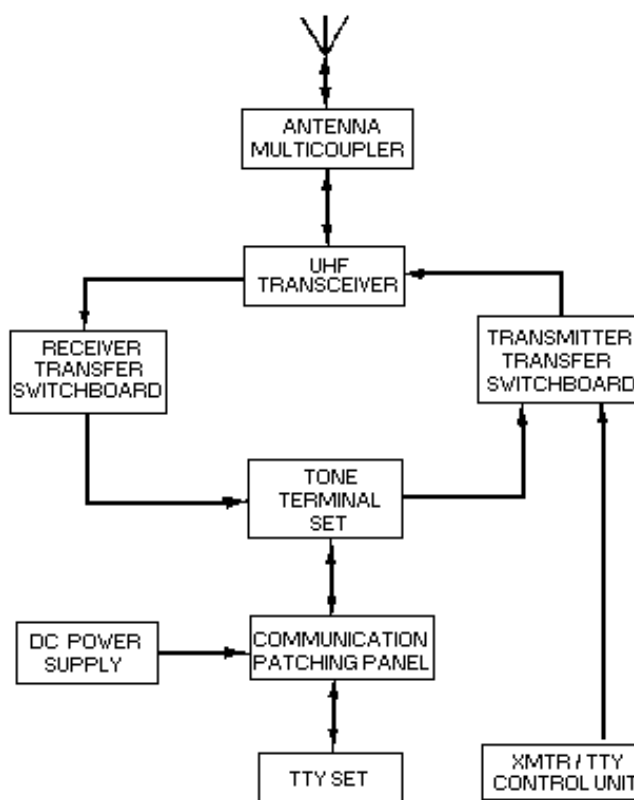 ANTENNA
MULTICOUPLER
UHF
TRANSCEIVER
RECEIVER
TRANSFER
SWITCHBOARD
TRANSMITTER
TRANSFER
SWITCHBOARD
TONE
TERMINAL
SET
DC POWER
SUPPLY
COMMUNICATION
PATCHING PANEL
TTY SET
XMTR / TTY
CONTROL UNIT